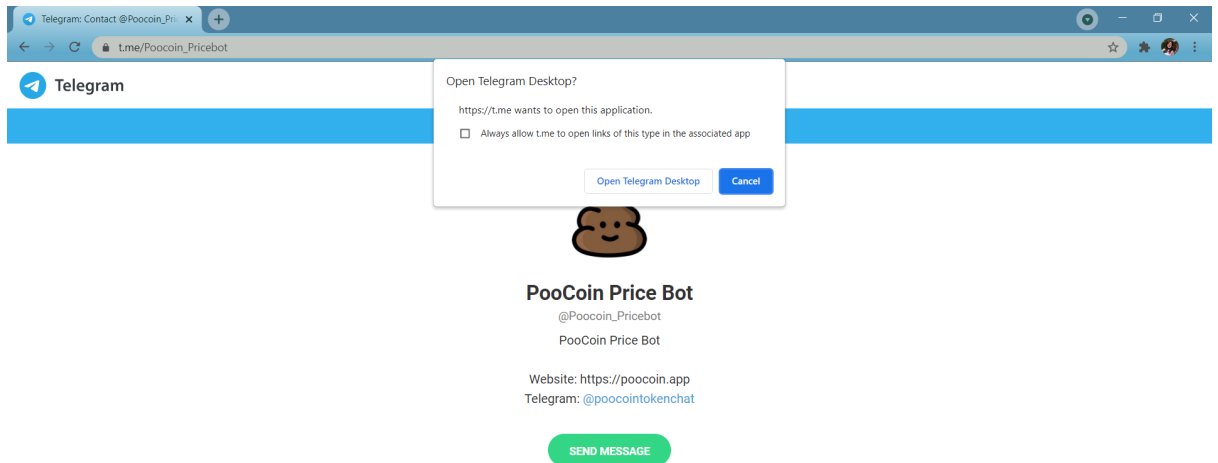 Telegram: Contact @Poocoin_Pri
t.me/Poocoin_Pricebot
Telegram
Open Telegram Desktop?
https://t.me wants to open this application.
Always allow t.me to open links of this type in the associated app
Open Telegram Desktop Cancel
PooCoin Price Bot
@Poocoin_Pricebot
PooCoin Price Bot
Website: https://poocoin.app
Telegram: @poocointokenchat
SEND MESSAGE